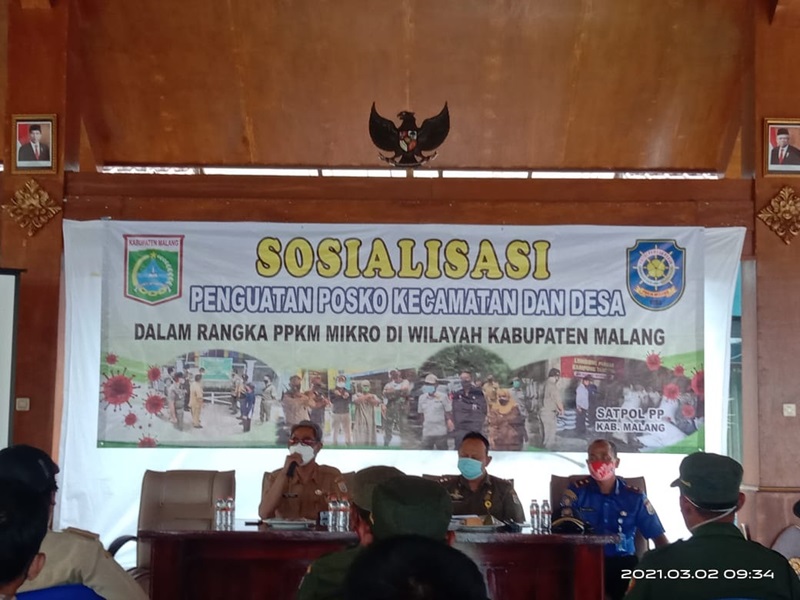 KABUPATEN MALANG
SOSIALISASI
PENGUATAN POSKO KECAMATAN DAN DESA
DALAM RANGKA PPKM MIKRO DI WILAYAH KABUPATEN MALANG
SATPOL PP
KAB. MALANG
2021.03.02 09:34